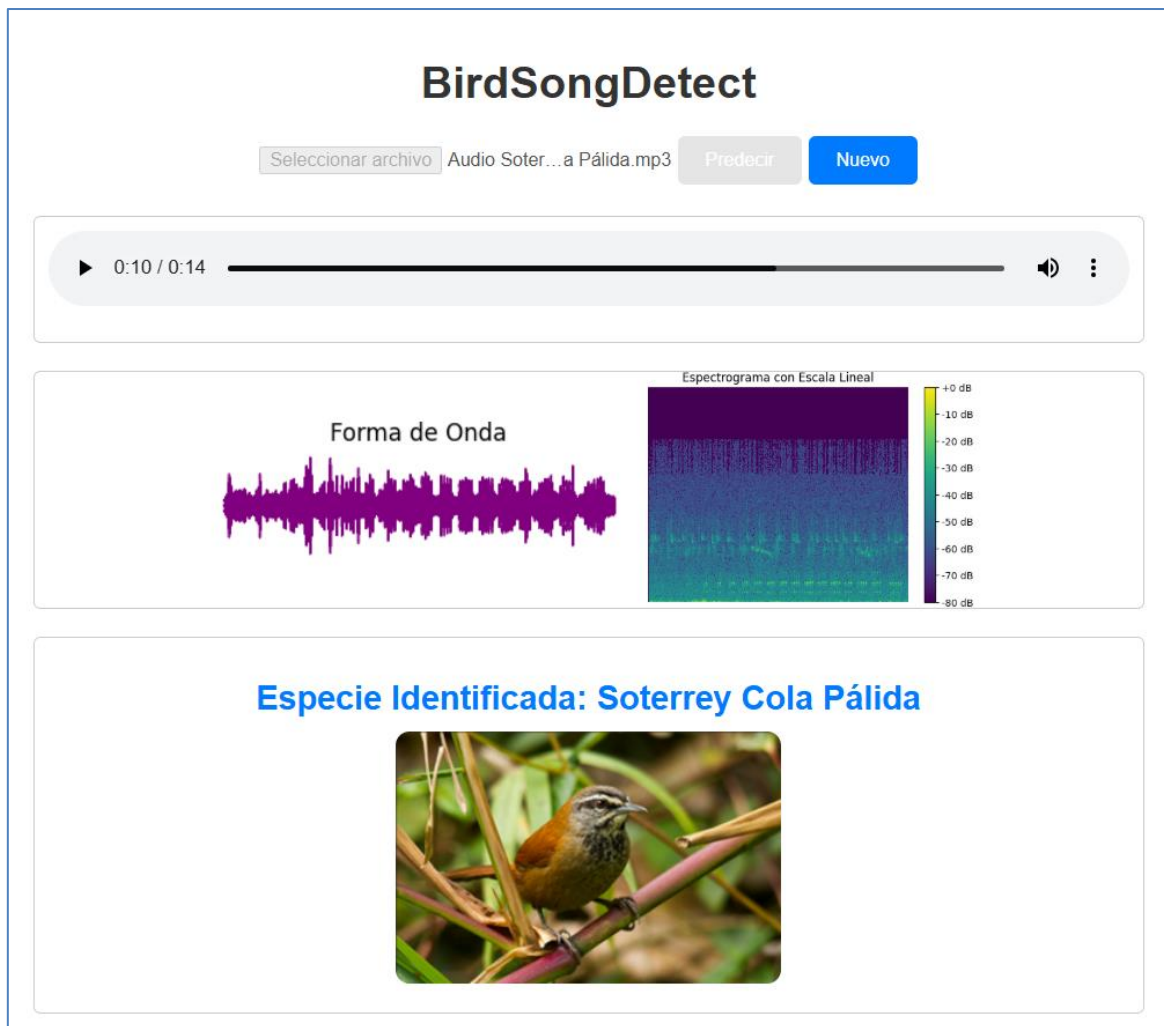 BirdSongDetect
Seleccionar archivo Audio Soter...a Pálida.mp3 Predecir Nuevo
0:10 / 0:14
Forma de Onda
Espectrograma con Escala Lineal
+0 dB
-10 dB
-20 dB
-30 dB
-40 dB
-50 dB
-60 dB
-70 dB
-80 dB
Especie Identificada: Soterrey Cola Pálida